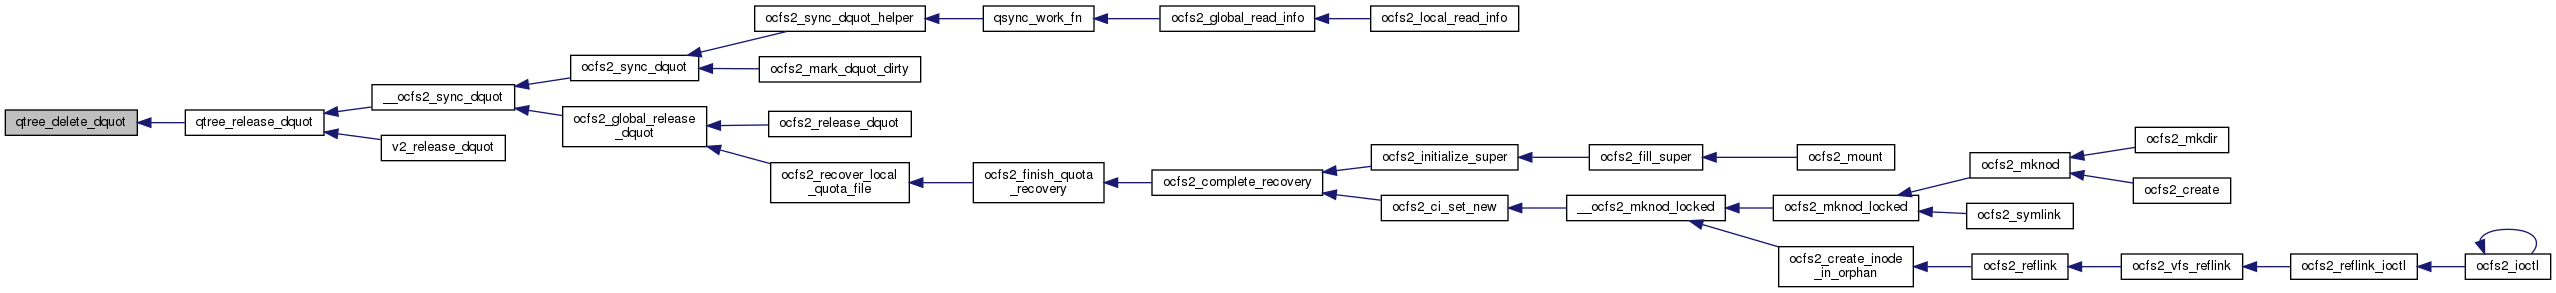 qtree_delete_dquot
qtree_release_dquot
__ocfs2_sync_dquot
v2_release_dquot
ocfs2_sync_dquot
ocfs2_global_release
_dquot
ocfs2_sync_dquot_helper
ocfs2_mark_dquot_dirty
ocfs2_release_dquot
ocfs2_recover_local
_quota_file
qsync_work_fn
ocfs2_global_read_info
ocfs2_local_read_info
ocfs2_finish_quota
_recovery
ocfs2_complete_recovery
ocfs2_initialize_super
ocfs2_fill_super
ocfs2_mount
ocfs2_ci_set_new
__ocfs2_mknod_locked
ocfs2_mknod_locked
ocfs2_mknod
ocfs2_mkdir
ocfs2_create
ocfs2_symlink
ocfs2_create_inode
_in_orphan
ocfs2_reflink
ocfs2_vfs_reflink
ocfs2_reflink_ioctl
ocfs2_ioctl